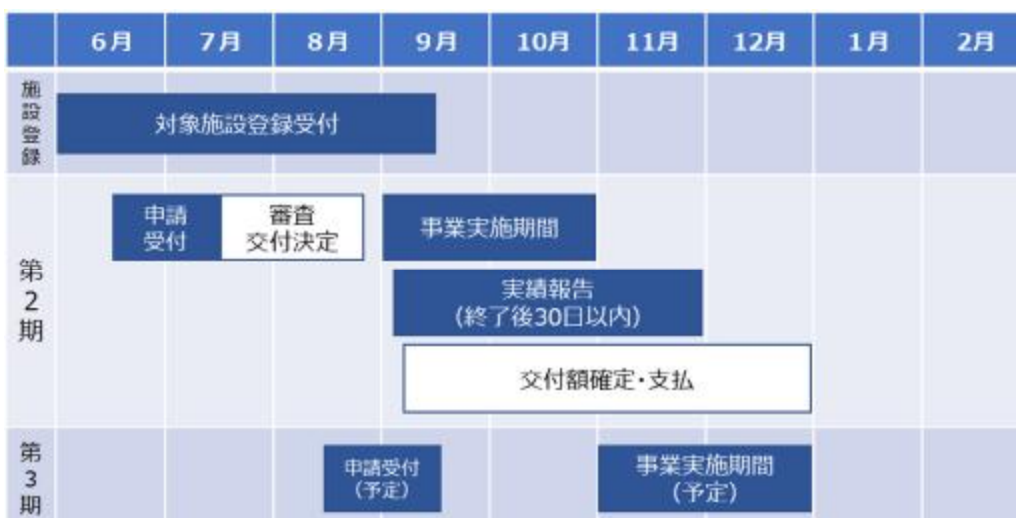 6月 7月 8月 9月 10月 11月 12月 1月 2月
施設登録
対象施設登録受付
第2期
申請
受付
審査
交付決定
事業実施期間
実績報告
(終了後30日以内)
交付額確定・支払
第3期
申請受付
(予定)
事業実施期間
(予定)